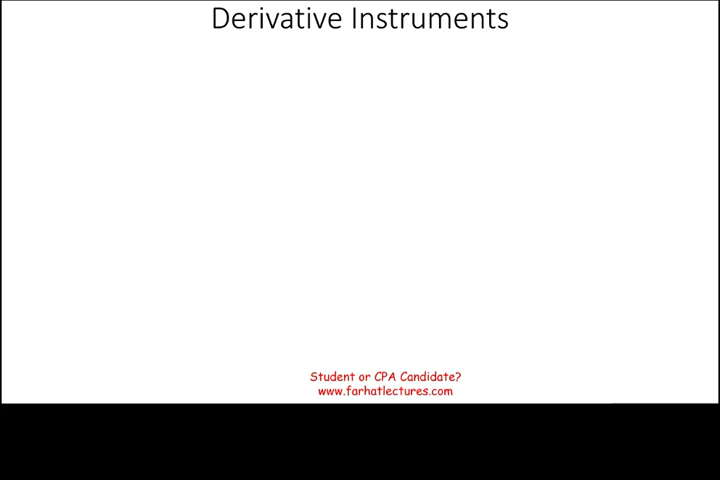 Derivative Instruments
Student or CPA Candidate?
www.farhatlectures.com